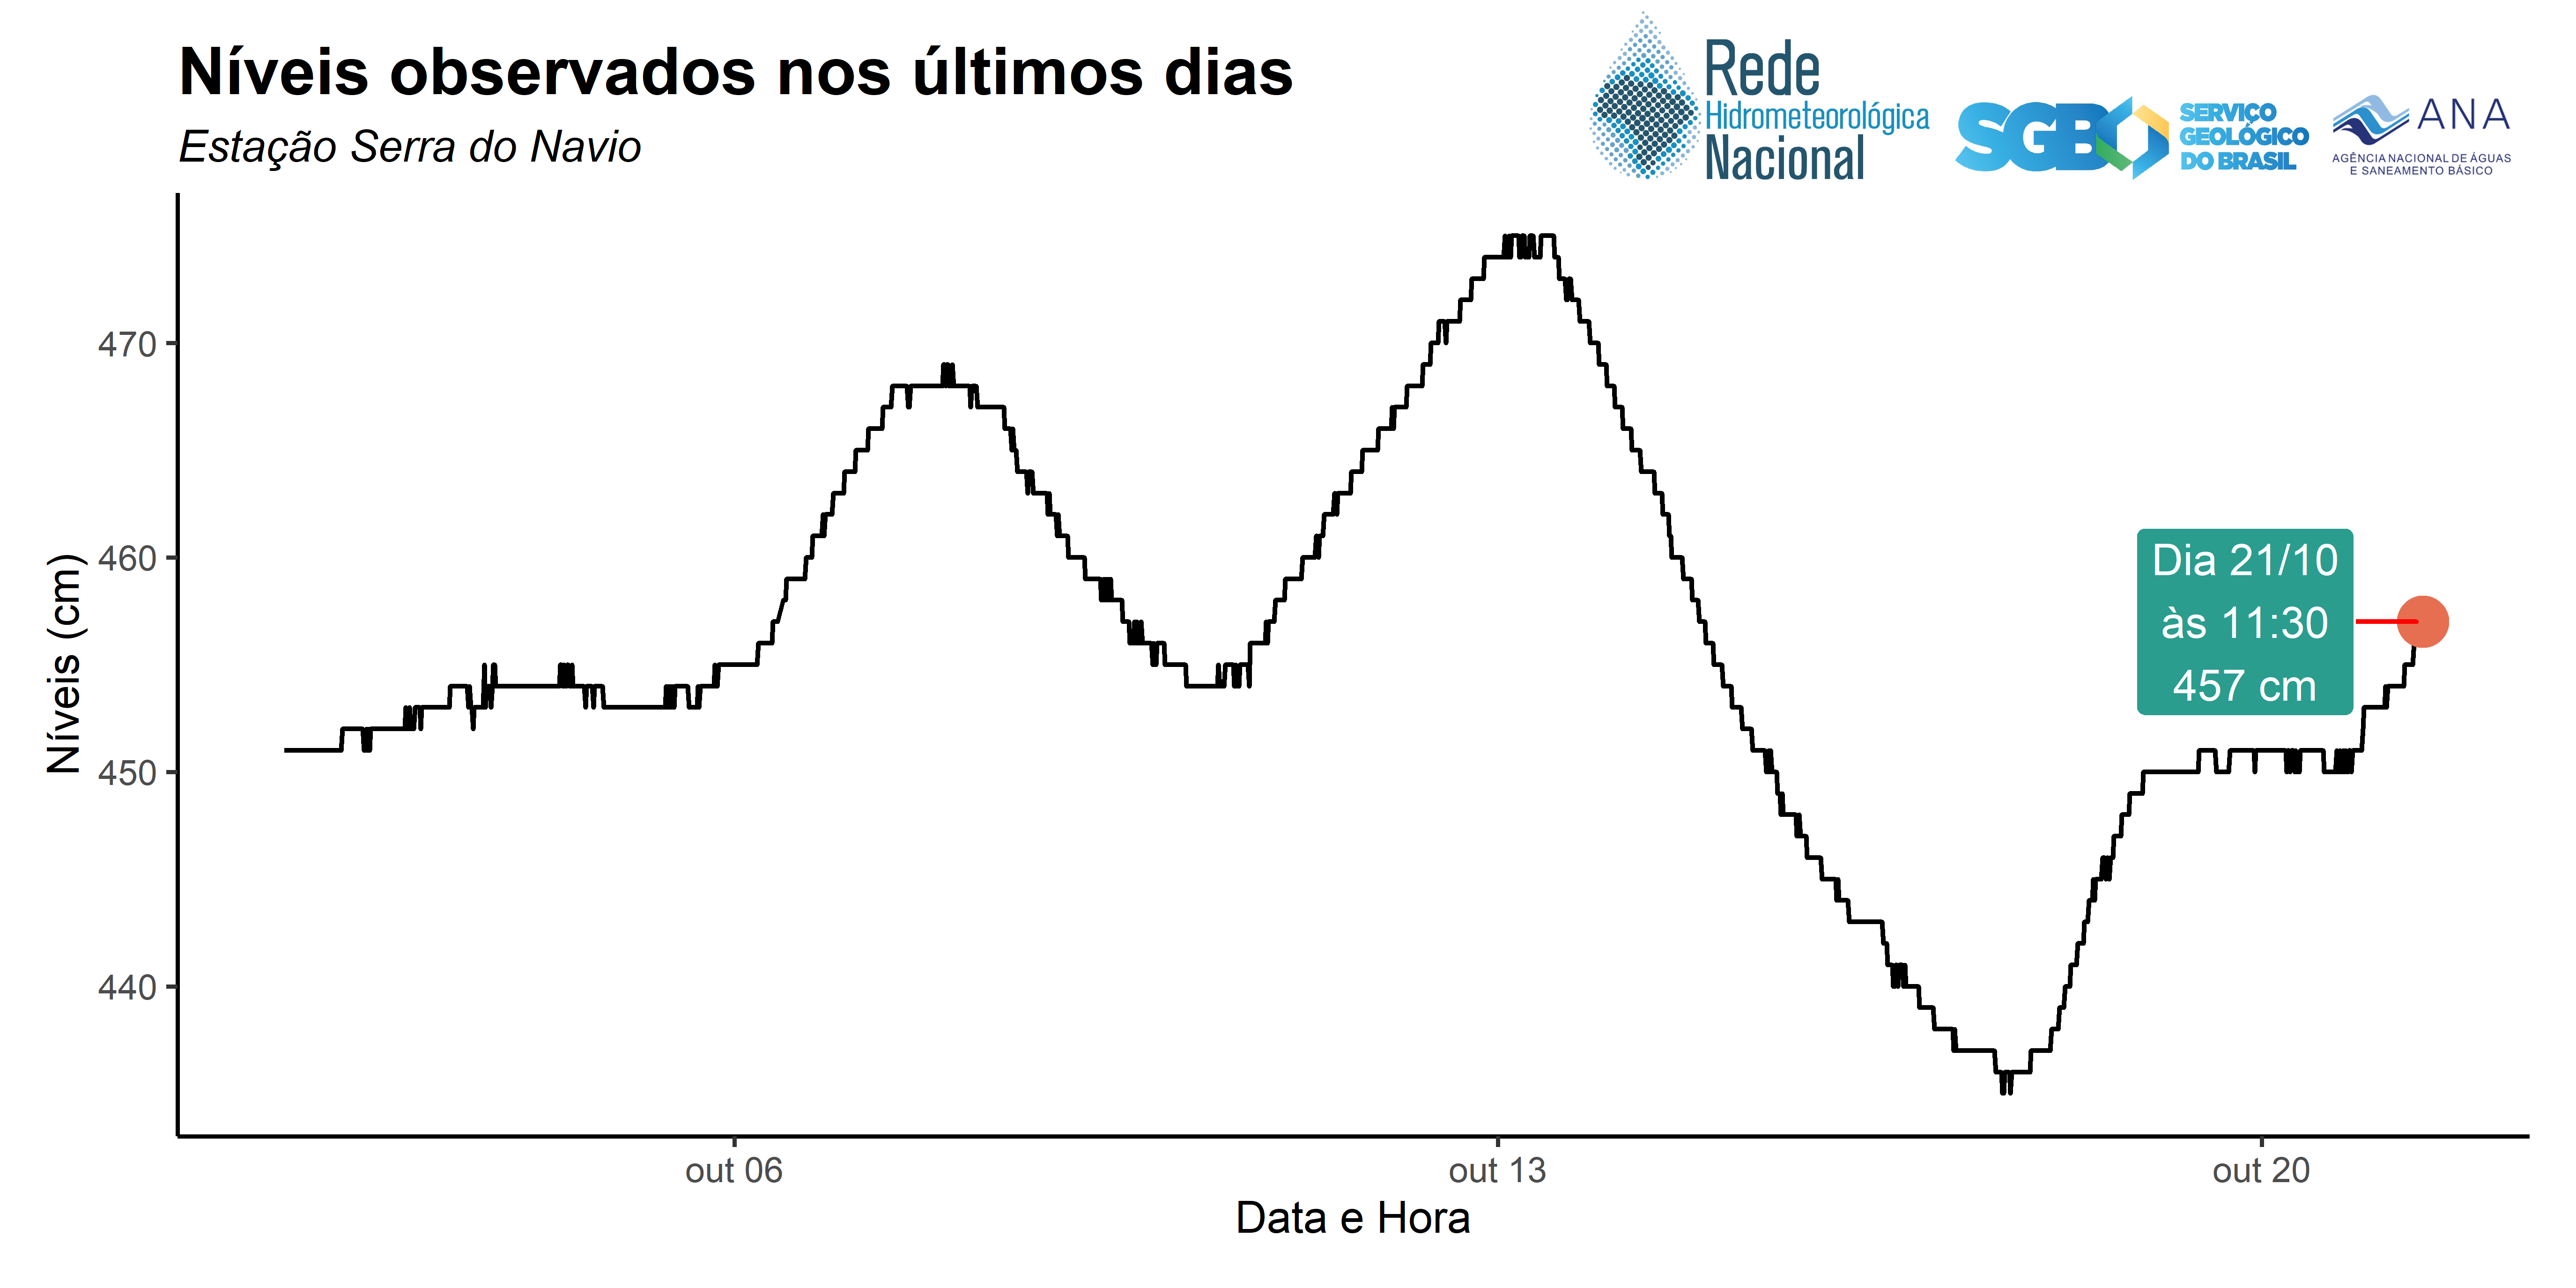 Níveis observados nos últimos dias
Estação Serra do Navio
Rede
Hidrometeorológica
Nacional
SGB
SERVIÇO
GEOLÓGICO
DO BRASIL
ANA
AGÊNCIA NACIONAL DE ÁGUAS
E SANEAMENTO BÁSICO
Níveis (cm)
470
460
450
440
Dia 21/10
às 11:30
457 cm
out 06
out 13
out 20
Data e Hora